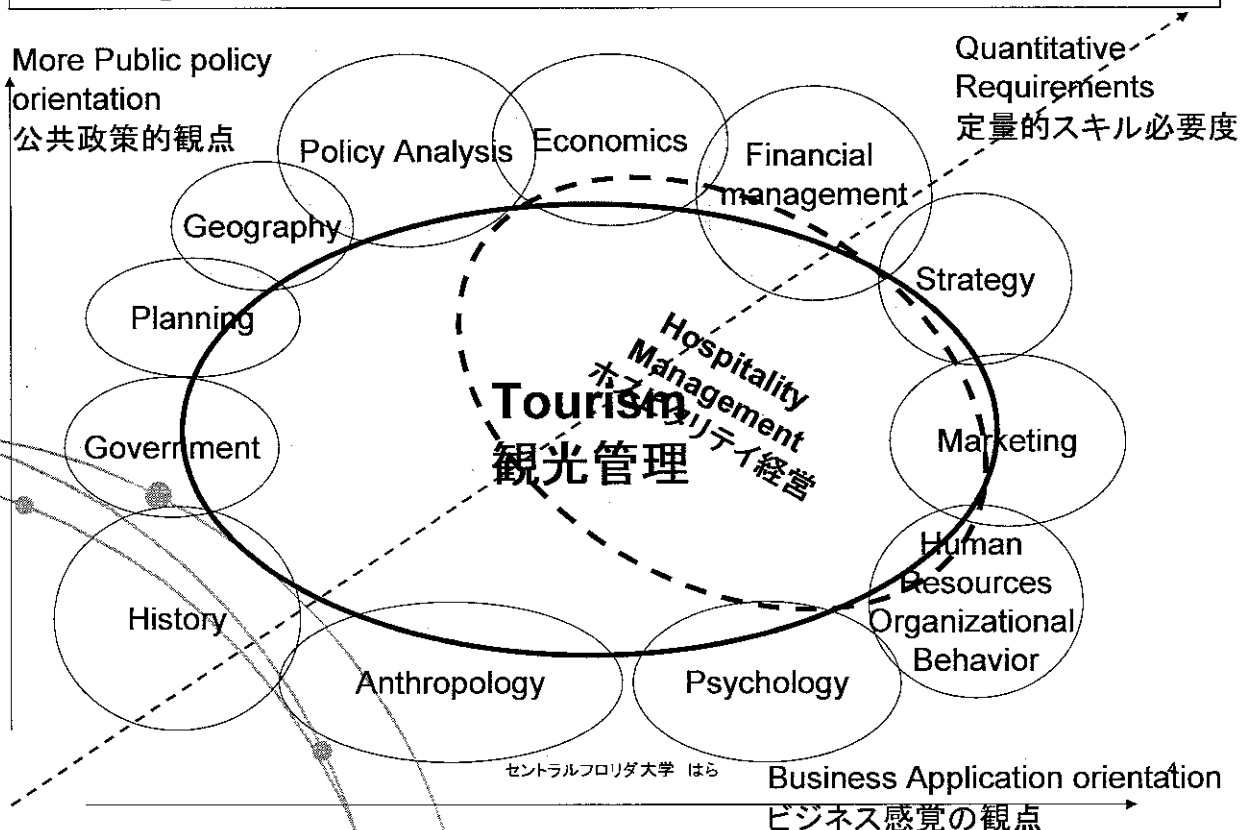 More Public policy
orientation
公共政策的観点
Quantitative
Requirements
定量的スキル必要度
Policy Analysis
Economics
Financial
management
Geography
Strategy
Planning
Hospitality
Management
ホスピタリティ経営
Tourism
観光管理
Government
Marketing
History
Human
Resources
Organizational
Behavior
Anthropology
Psychology
セントラルフロリダ大学 はら
4
Business Application orientation
ビジネス感覚の観点